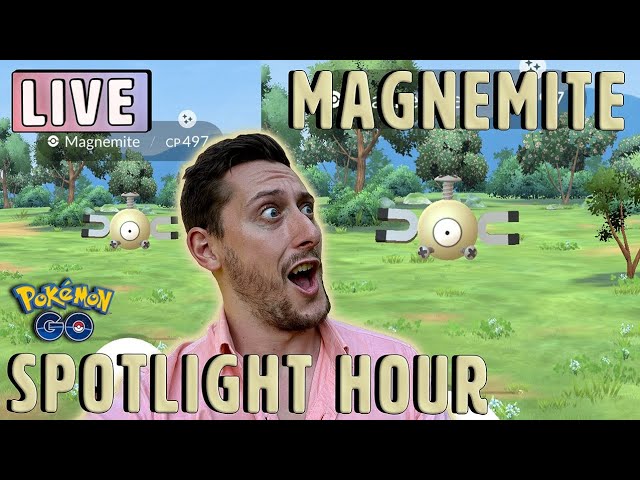 LIVE
MAGNEMITE
Magnemite / CP497
POKÉMON
GO
SPOTLIGHT HOUR